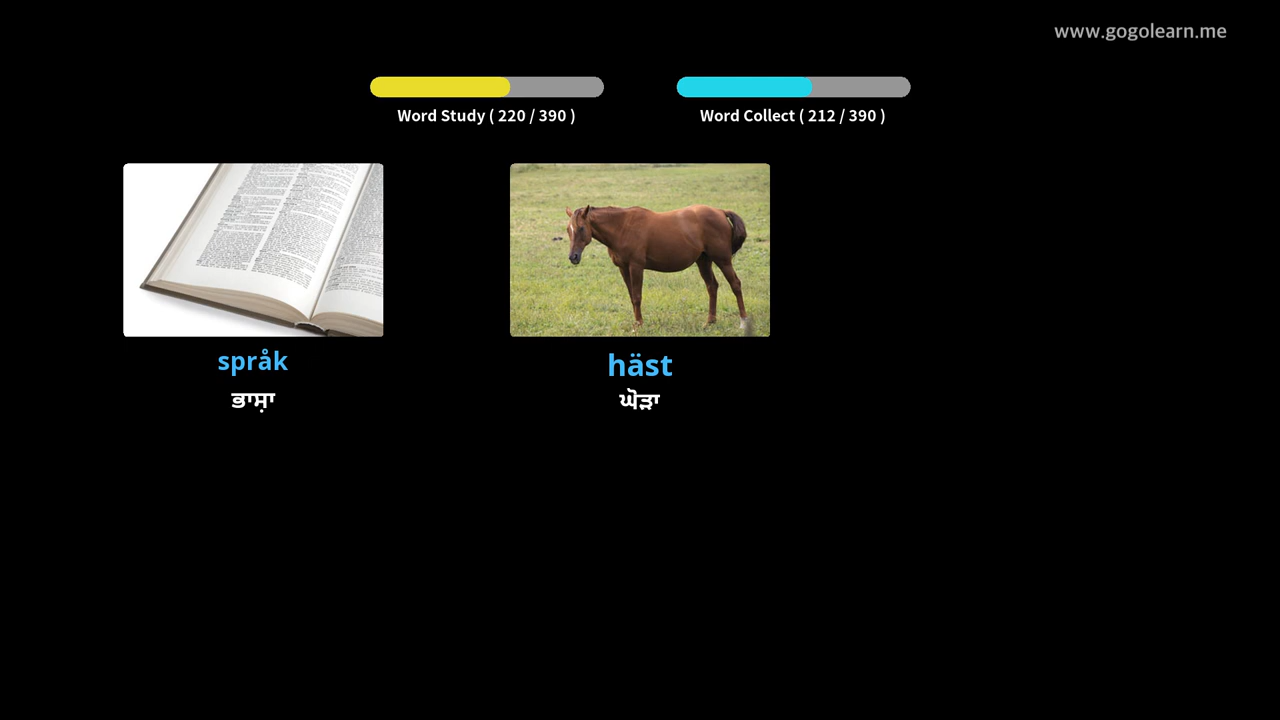 www.gogolearn.me
Word Study ( 220 / 390 )
Word Collect ( 212 / 390 )
språk
ਭਾਸ਼ਾ
häst
ਘੋੜਾ